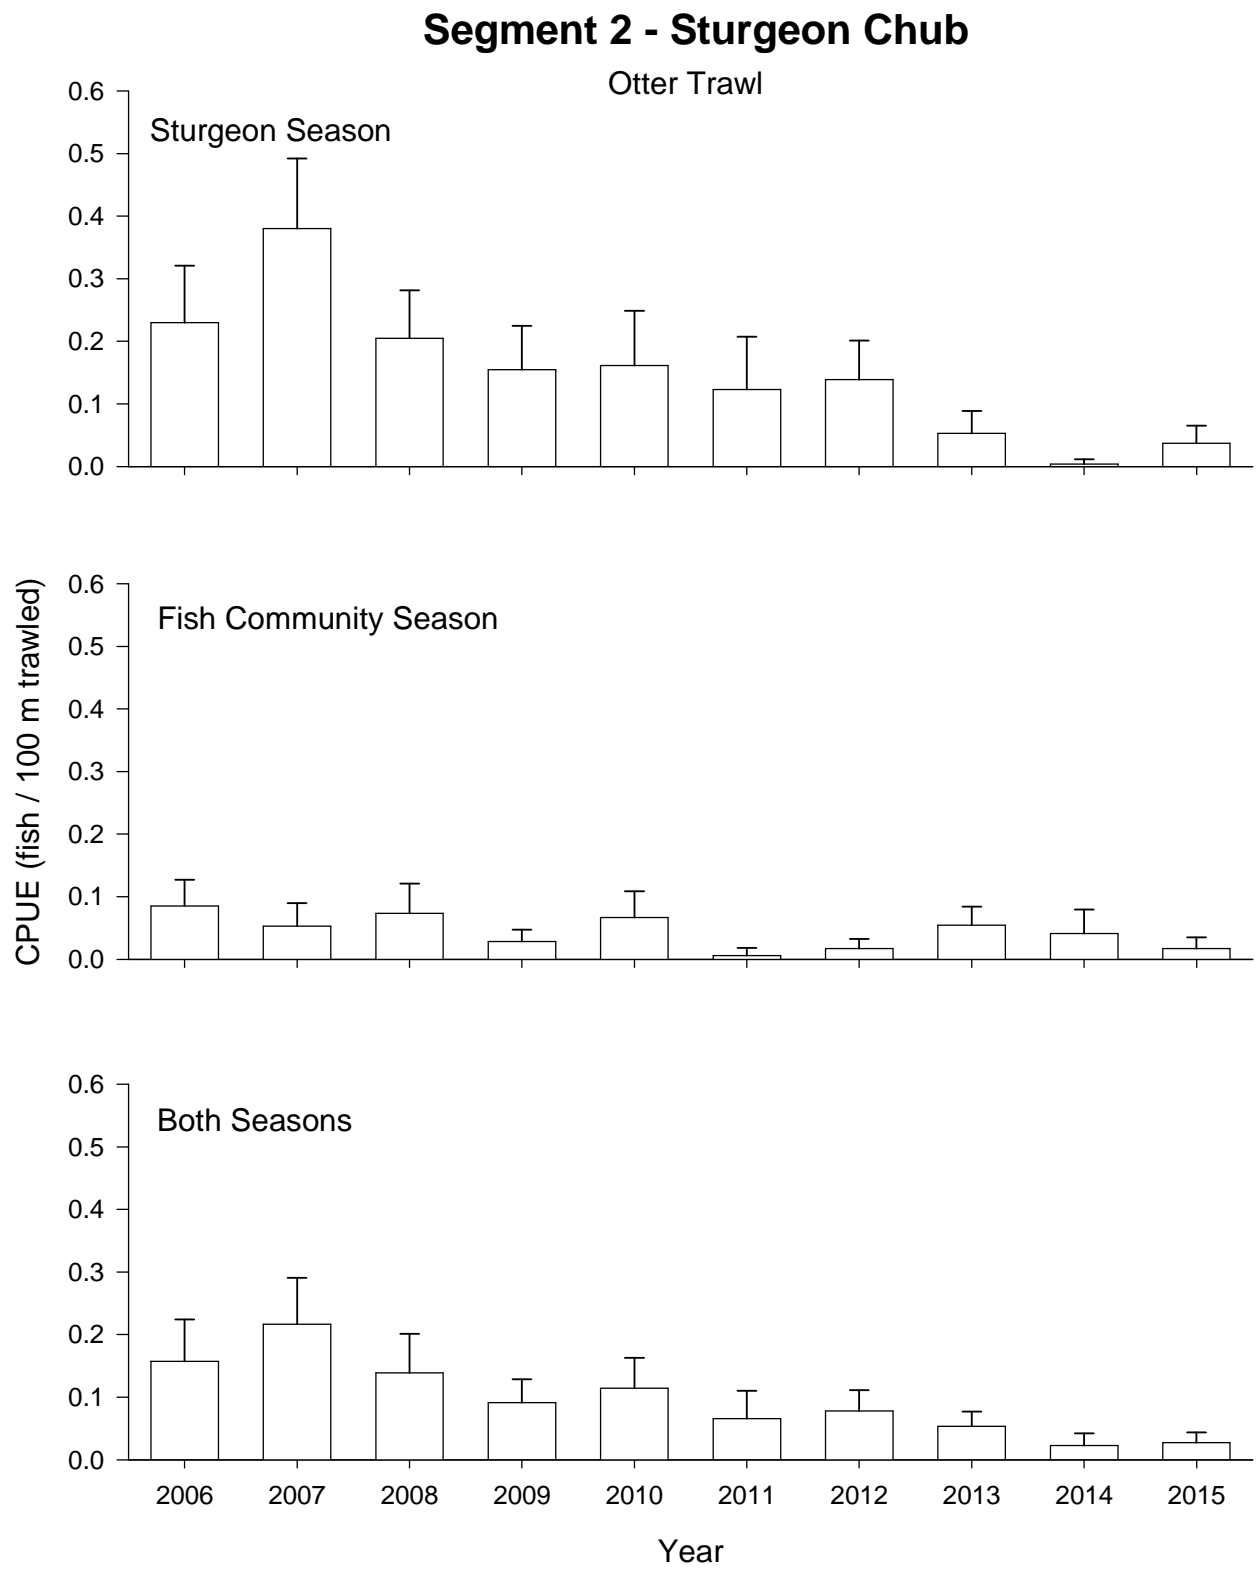 Segment 2 - Sturgeon Chub
Otter Trawl
Sturgeon Season
0.6
0.5
0.4
0.3
0.2
0.1
0.0
CPUE (fish / 100 m trawled)
Fish Community Season
0.6
0.5
0.4
0.3
0.2
0.1
0.0
Both Seasons
0.6
0.5
0.4
0.3
0.2
0.1
0.0
2006 2007 2008 2009 2010 2011 2012 2013 2014 2015
Year